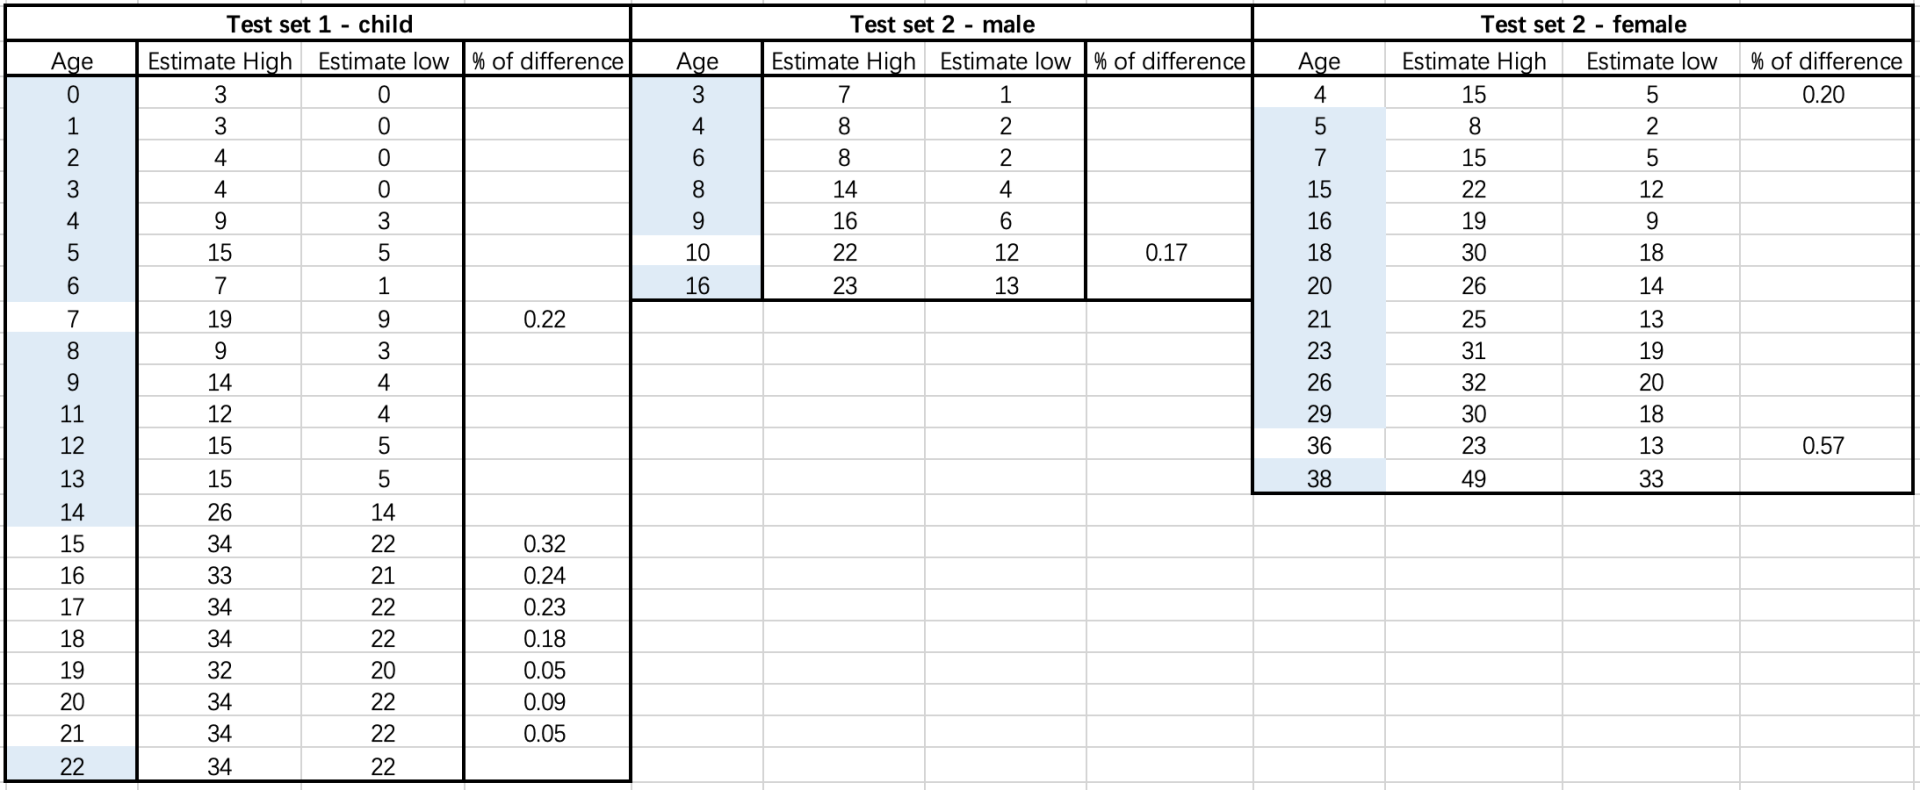 Test set 1 - child Test set 2 - male Test set 2 - female
Age Estimate High Estimate low % of difference Age Estimate High Estimate low % of difference Age Estimate High Estimate low % of difference
0 3 0 3 7 1 4 15 5 0.20
1 3 0 4 8 2 5 8 2
2 4 0 6 8 2 7 15 5
3 4 0 8 14 4 15 22 12
4 9 3 9 16 6 16 19 9
5 15 5 10 22 12 0.17 18 30 18
6 7 1 16 23 13 20 26 14
7 19 9 0.22 21 25 13
8 9 3 23 31 19
9 14 4 26 32 20
11 12 4 29 30 18
12 15 5 36 23 13 0.57
13 15 5 38 49 33
14 26 14
15 34 22 0.32
16 33 21 0.24
17 34 22 0.23
18 34 22 0.18
19 32 20 0.05
20 34 22 0.09
21 34 22 0.05
22 34 22